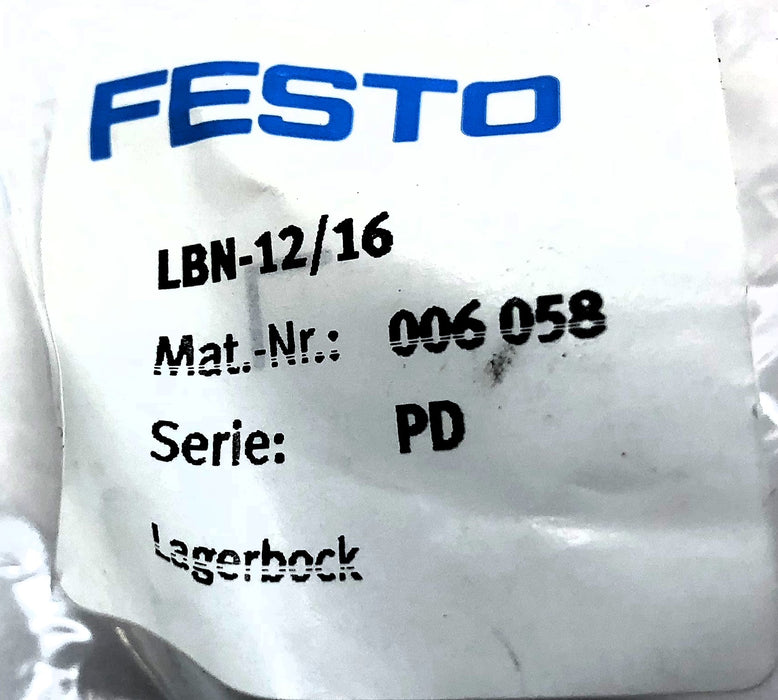 FESTO
LBN-12/16
Mat.-Nr.: 006 058
Serie: PD
Lagerbock